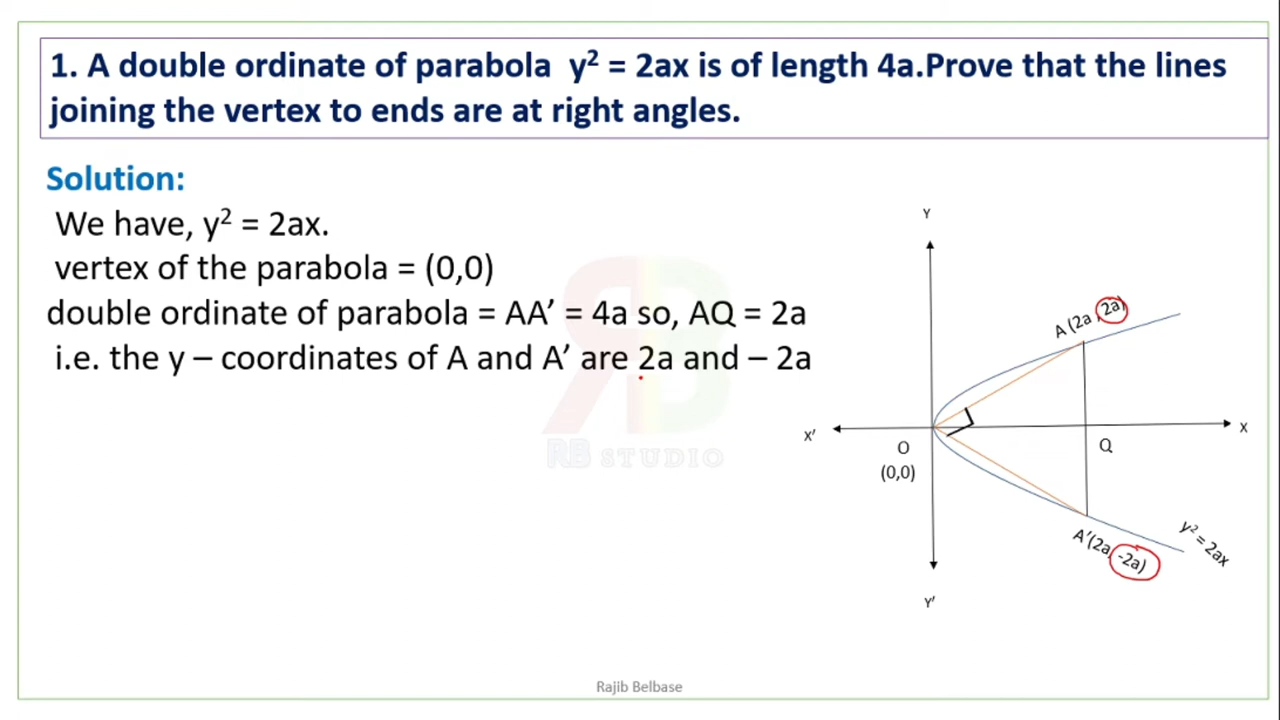 1. A double ordinate of parabola y² = 2ax is of length 4a.Prove that the lines
joining the vertex to ends are at right angles.
Solution:
We have, y² = 2ax.
vertex of the parabola = (0,0)
double ordinate of parabola = AA’ = 4a so, AQ = 2a
i.e. the y – coordinates of A and A’ are 2a and – 2a
Y
A (2a ,2a)
X’
X
O
Q
(0,0)
A’(2a, -2a)
y² = 2ax
Y’
RB STUDIO
Rajib Belbase